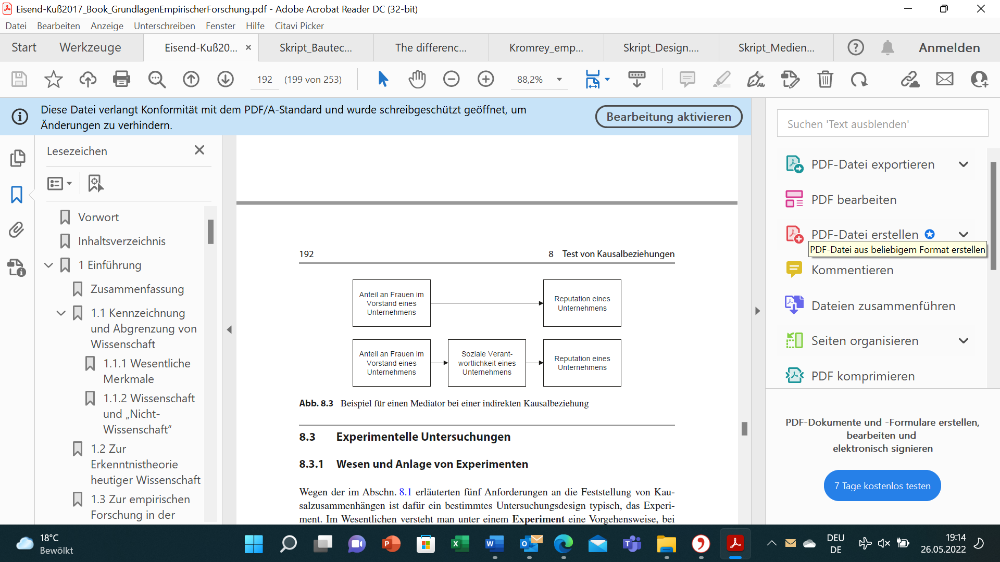 Eisend-Kuß2017_Book_GrundlagenEmpirischerForschung.pdf - Adobe Acrobat Reader DC (32-bit)
Datei Bearbeiten Anzeige Unterschreiben Fenster Hilfe Citavi Picker
Start Werkzeuge Eisend-Kuß20... × Skript_Bautec... The differenc... Kromrey_emp... Skript_Design.... Skript_Medien... Anmelden
192 (199 von 253) 88,2%
Diese Datei verlangt Konformität mit dem PDF/A-Standard und wurde schreibgeschützt geöffnet, um
Änderungen zu verhindern.
Bearbeitung aktivieren
Lesezeichen
Vorwort
Inhaltsverzeichnis
1 Einführung
Zusammenfassung
1.1 Kennzeichnung
und Abgrenzung von
Wissenschaft
1.1.1 Wesentliche
Merkmale
1.1.2 Wissenschaft
und „Nicht-
Wissenschaft“
1.2 Zur
Erkenntnistheorie
heutiger Wissenschaft
1.3 Zur empirischen
Forschung in der
192 8 Test von Kausalbeziehungen
Anteil an Frauen im
Vorstand eines
Unternehmens
Reputation eines
Unternehmens
Anteil an Frauen im
Vorstand eines
Unternehmens
Soziale Verant-
wortlichkeit eines
Unternehmens
Reputation eines
Unternehmens
Abb. 8.3 Beispiel für einen Mediator bei einer indirekten Kausalbeziehung
8.3 Experimentelle Untersuchungen
8.3.1 Wesen und Anlage von Experimenten
Wegen der im Abschn. 8.1 erläuterten fünf Anforderungen an die Feststellung von Kau-
salzusammenhängen ist dafür ein bestimmtes Untersuchungsdesign typisch, das Experi-
ment. Im Wesentlichen versteht man unter einem Experiment eine Vorgehensweise, bei
Suchen 'Text ausblenden'
PDF-Datei exportieren
PDF bearbeiten
PDF-Datei erstellen
PDF-Datei aus beliebigem Format erstellen
Kommentieren
Dateien zusammenführen
Seiten organisieren
PDF komprimieren
PDF-Dokumente und -Formulare erstellen,
bearbeiten und
elektronisch signieren
7 Tage kostenlos testen
18°C
Bewölkt
DEU
DE
19:14
26.05.2022